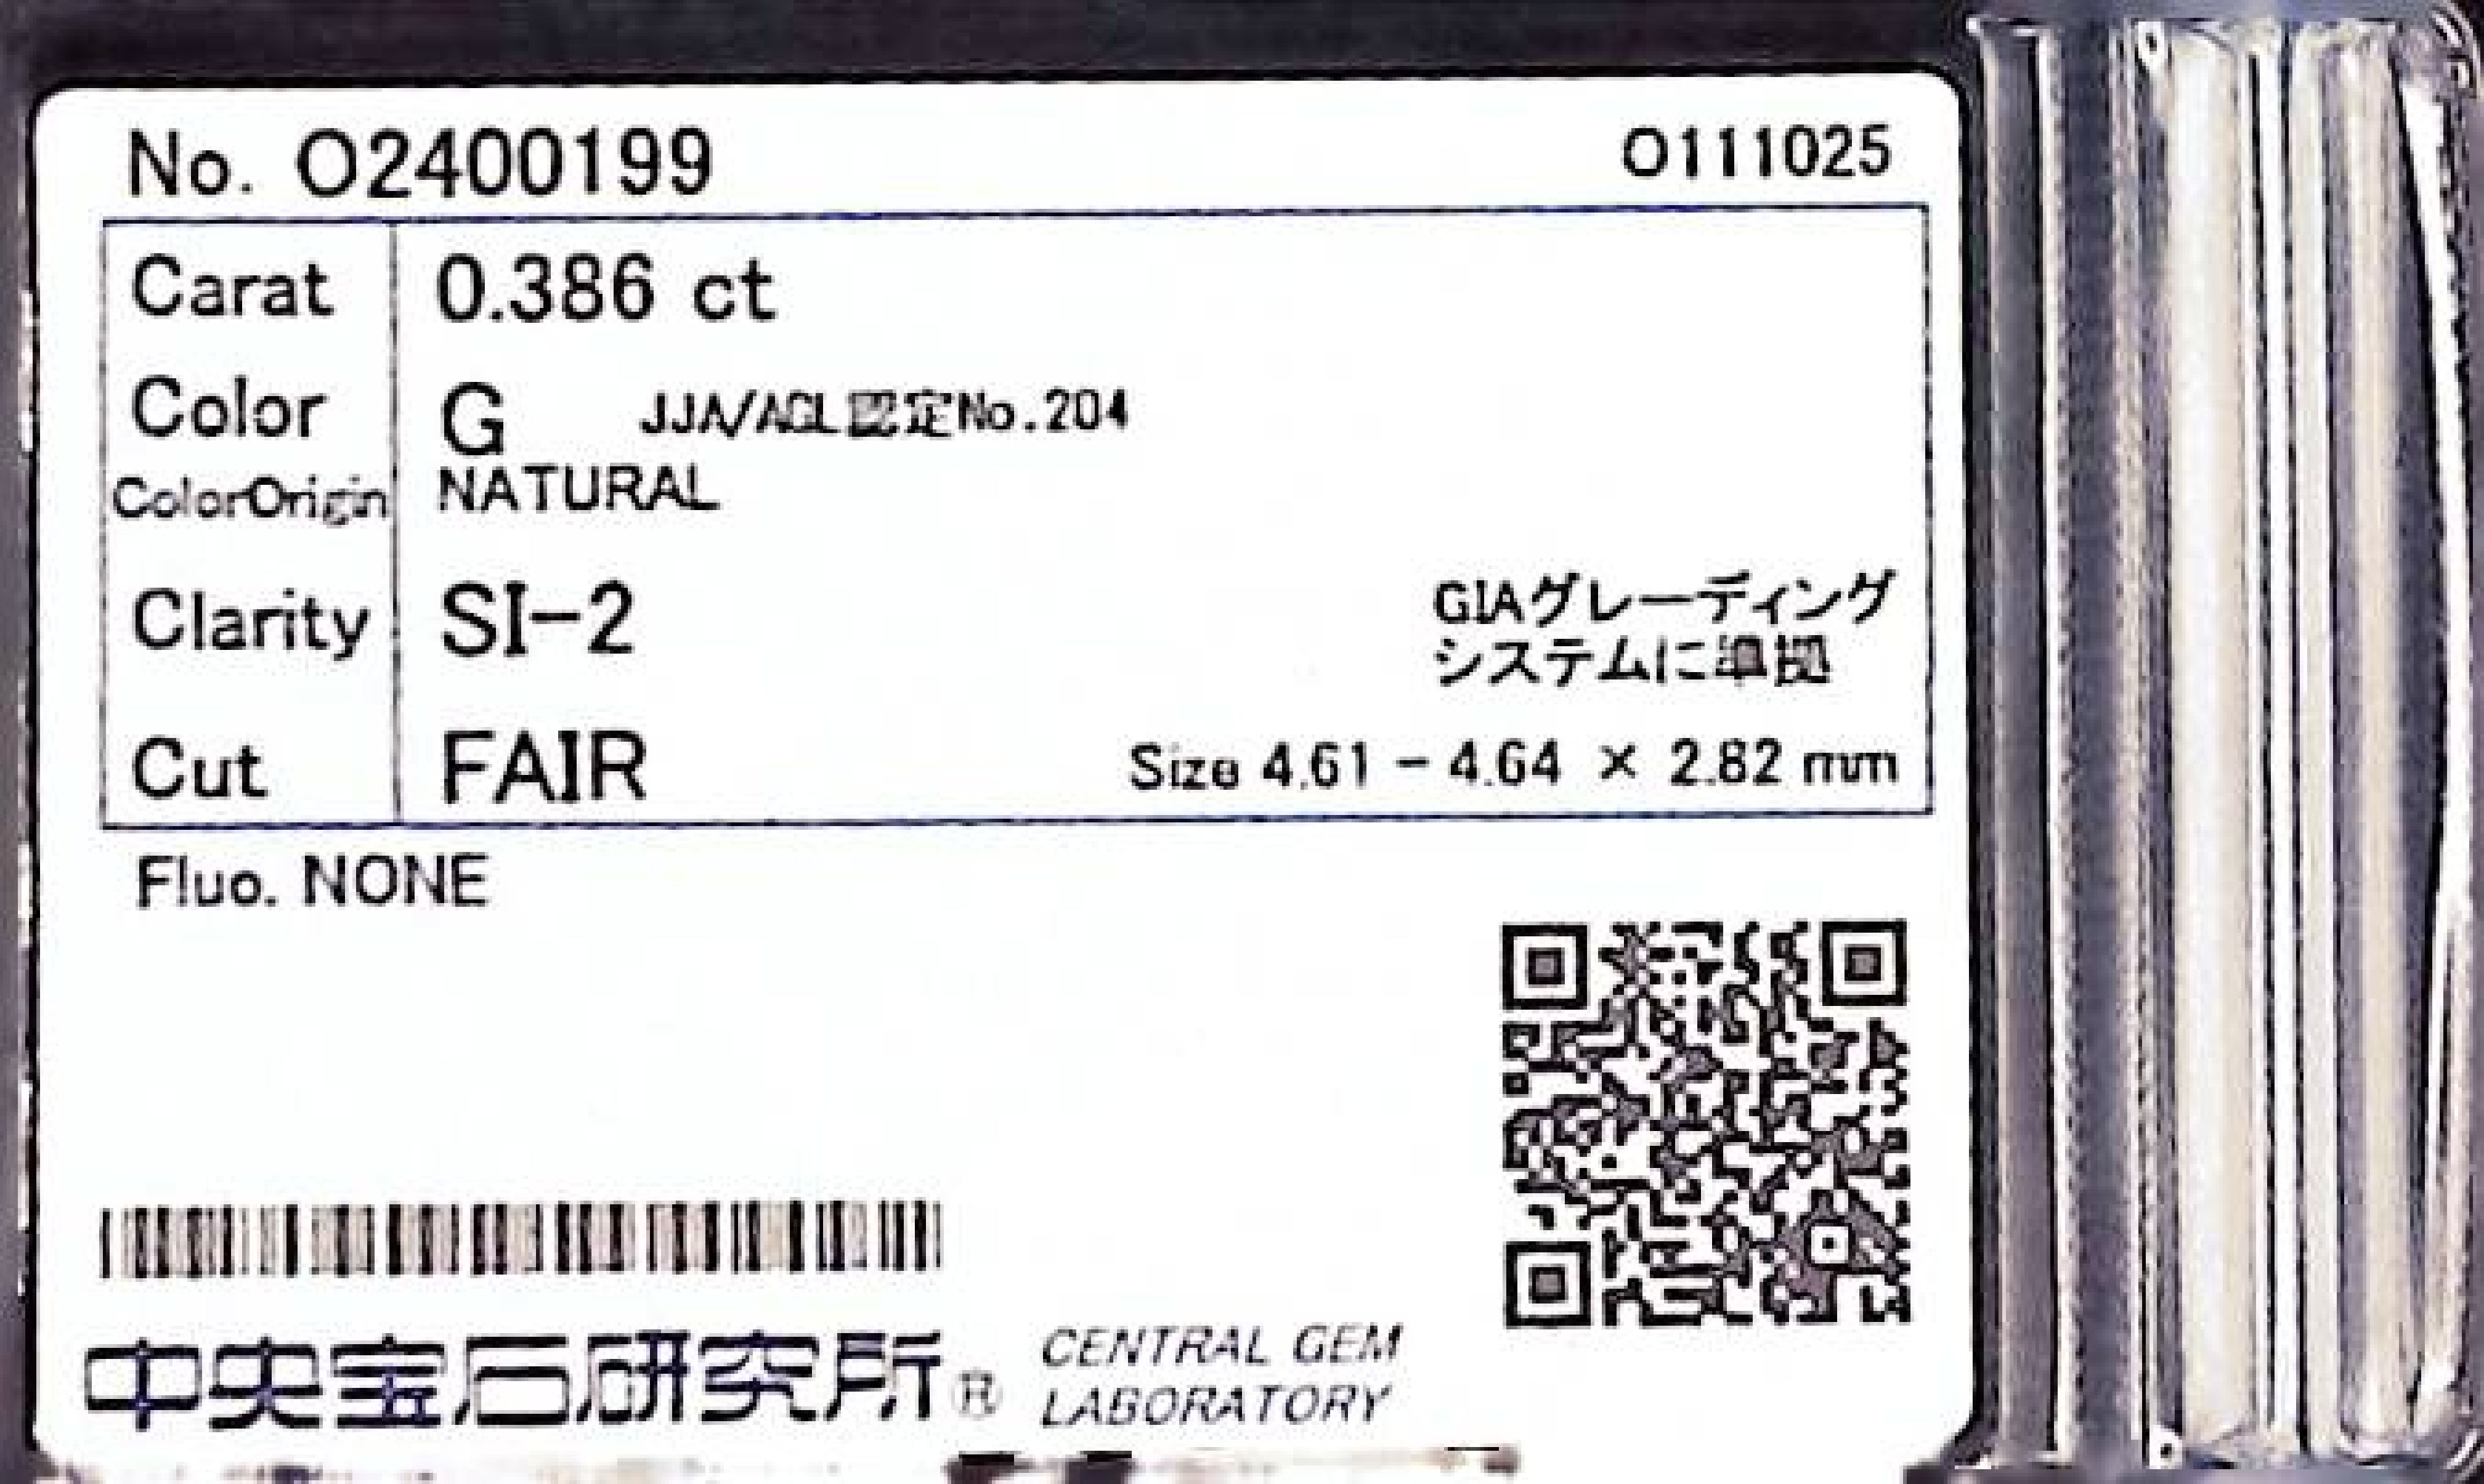 No. O2400199 O111025
Carat 0.386 ct
Color G JJA/AGL認定No.204
ColorOrigin NATURAL
Clarity SI-2 GIAグレーディング
システムに準拠
Cut FAIR Size 4.61 - 4.64 × 2.82 mm
Fluo. NONE
中央宝石研究所® CENTRAL GEM
LABORATORY